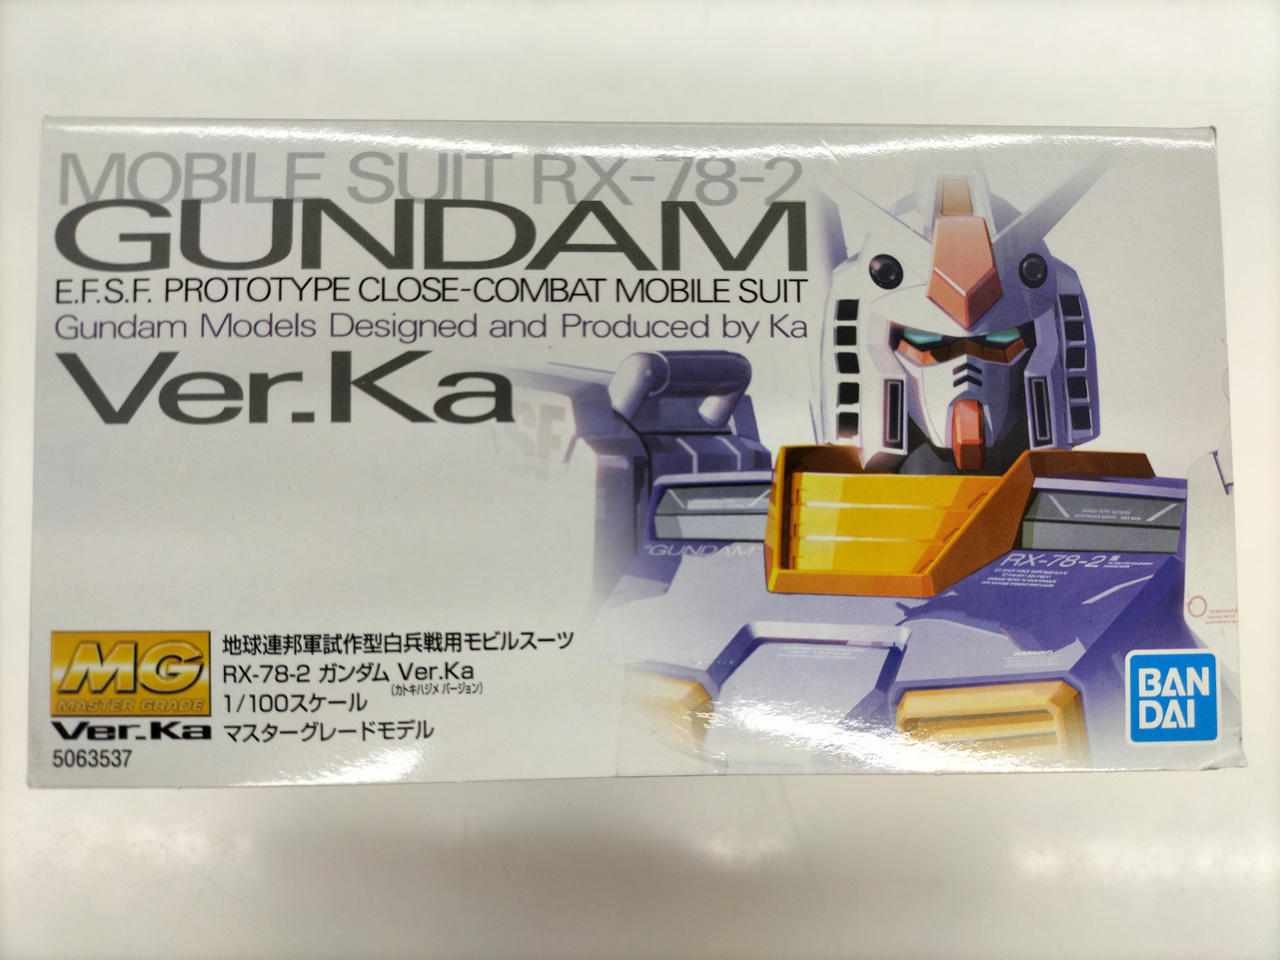 MOBILE SUIT RX-78-2
GUNDAM
E.F.S.F. PROTOTYPE CLOSE-COMBAT MOBILE SUIT
Gundam Models Designed and Produced by Ka
Ver.Ka
SF
"GUNDAM"
RX-78-2
WARNING
MG
MASTER GRADE
Ver.Ka
5063537
地球連邦軍試作型白兵戦用モビルスーツ
RX-78-2 ガンダム Ver.Ka
(カトキハジメ バージョン)
1/100スケール
マスターグレードモデル
BAN
DAI